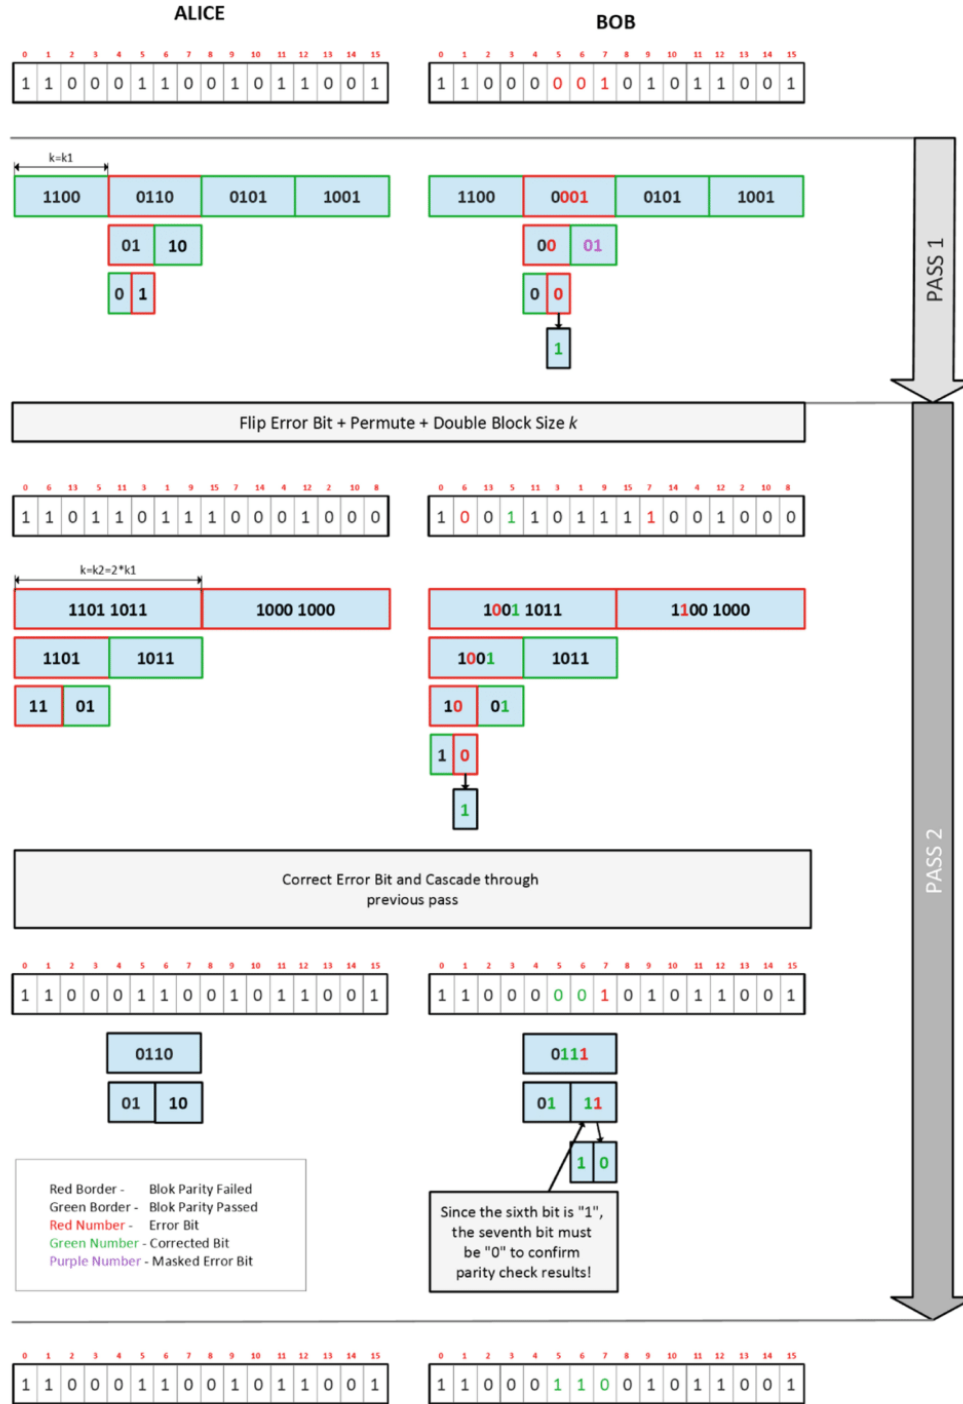 ALICE BOB
0 1 2 3 4 5 6 7 8 9 10 11 12 13 14 15 0 1 2 3 4 5 6 7 8 9 10 11 12 13 14 15
1 1 0 0 0 1 1 0 0 1 0 1 1 0 0 1 1 1 0 0 0 0 0 1 0 1 0 1 1 0 0 1
k=k1
1100 0110 0101 1001 1100 0001 0101 1001
01 10 00 01
0 1 0 0
1
PASS 1
Flip Error Bit + Permute + Double Block Size k
0 6 13 5 11 3 1 9 15 7 14 4 12 2 10 8 0 6 13 5 11 3 1 9 15 7 14 4 12 2 10 8
1 1 0 1 1 0 1 1 1 0 0 0 1 0 0 0 1 0 0 1 1 0 1 1 1 1 0 0 1 0 0 0
k=k2=2*k1
1101 1011 1000 1000 1001 1011 1100 1000
1101 1011 1001 1011
11 01 10 01
1 0
1
PASS 2
Correct Error Bit and Cascade through
previous pass
0 1 2 3 4 5 6 7 8 9 10 11 12 13 14 15 0 1 2 3 4 5 6 7 8 9 10 11 12 13 14 15
1 1 0 0 0 1 1 0 0 1 0 1 1 0 0 1 1 1 0 0 0 0 0 1 0 1 0 1 1 0 0 1
0110 0111
01 10 01 11
1 0
Red Border - Blok Parity Failed
Green Border - Blok Parity Passed
Red Number - Error Bit
Green Number - Corrected Bit
Purple Number - Masked Error Bit
Since the sixth bit is "1",
the seventh bit must
be "0" to confirm
parity check results!
0 1 2 3 4 5 6 7 8 9 10 11 12 13 14 15 0 1 2 3 4 5 6 7 8 9 10 11 12 13 14 15
1 1 0 0 0 1 1 0 0 1 0 1 1 0 0 1 1 1 0 0 0 1 1 0 0 1 0 1 1 0 0 1